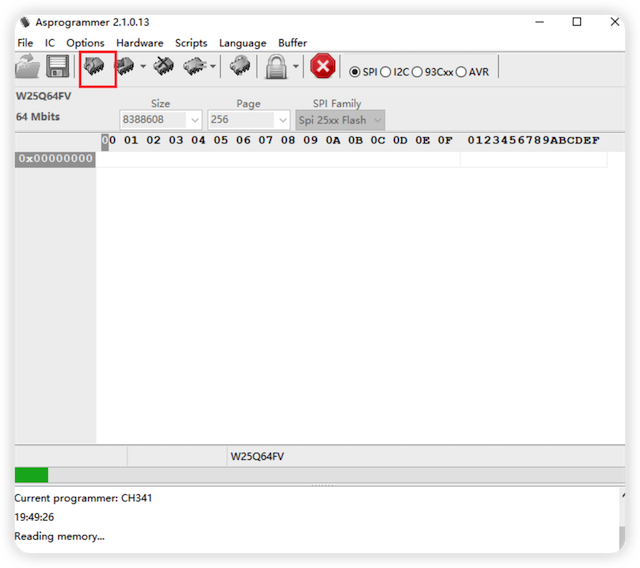 Asprogrammer 2.1.0.13
File IC Options Hardware Scripts Language Buffer
SPI I2C 93Cxx AVR
W25Q64FV
Size Page SPI Family
64 Mbits 8388608 256 Spi 25xx Flash
00 01 02 03 04 05 06 07 08 09 0A 0B 0C 0D 0E 0F 0123456789ABCDEF
0x00000000
W25Q64FV
Current programmer: CH341
19:49:26
Reading memory...